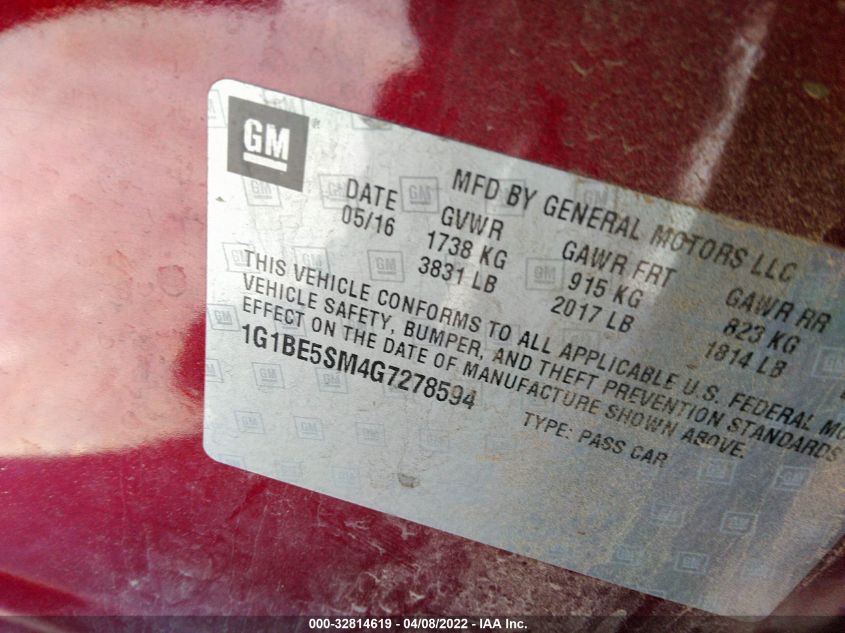 GM
MFD BY GENERAL MOTORS LLC
DATE GVWR GAWR FRT GAWR RR
05/16 1738 KG 915 KG 823 KG
3831 LB 2017 LB 1814 LB
THIS VEHICLE CONFORMS TO ALL APPLICABLE U.S. FEDERAL MO
VEHICLE SAFETY, BUMPER, AND THEFT PREVENTION STANDARDS
EFFECT ON THE DATE OF MANUFACTURE SHOWN ABOVE.
1G1BE5SM4G7278594
TYPE: PASS CAR
000-32814619 - 04/08/2022 - IAA Inc.